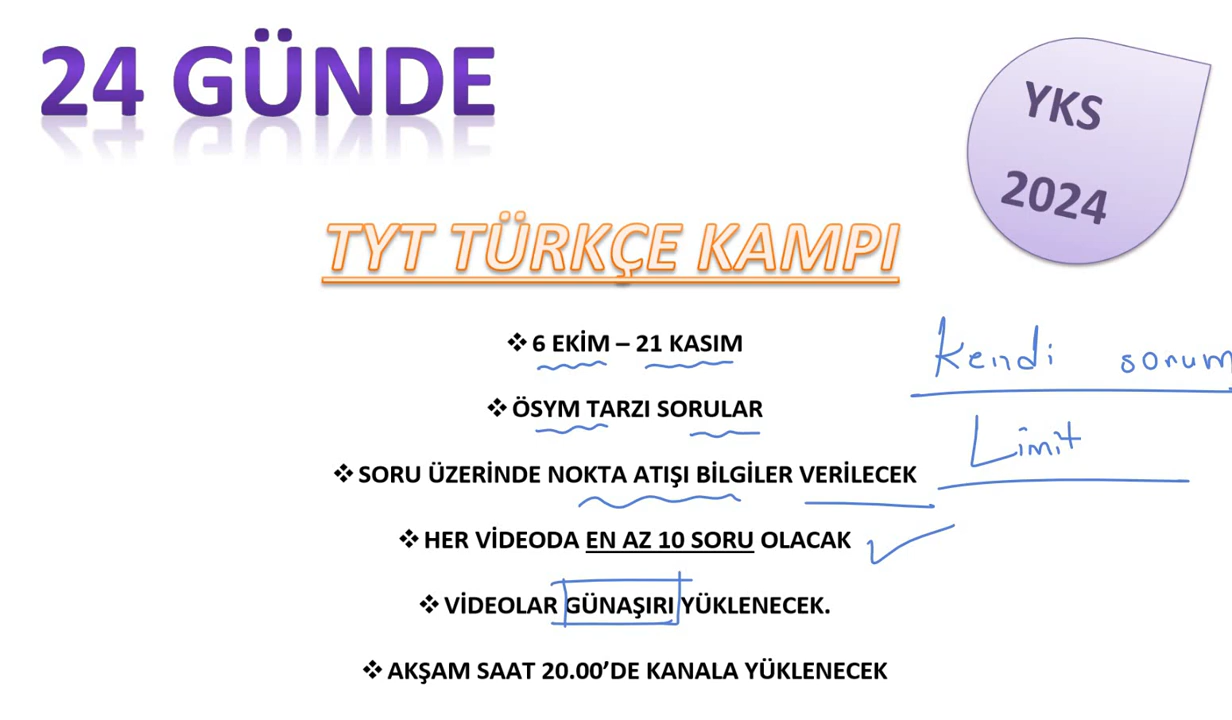 24 GÜNDE
YKS
2024
TYT TÜRKÇE KAMPI
❖ 6 EKİM – 21 KASIM
Kendi sorum
❖ ÖSYM TARZI SORULAR
Limit
❖ SORU ÜZERİNDE NOKTA ATIŞI BİLGİLER VERİLECEK
❖ HER VİDEODA EN AZ 10 SORU OLACAK
❖ VİDEOLAR GÜNAŞIRI YÜKLENECEK.
❖ AKŞAM SAAT 20.00’DE KANALA YÜKLENECEK